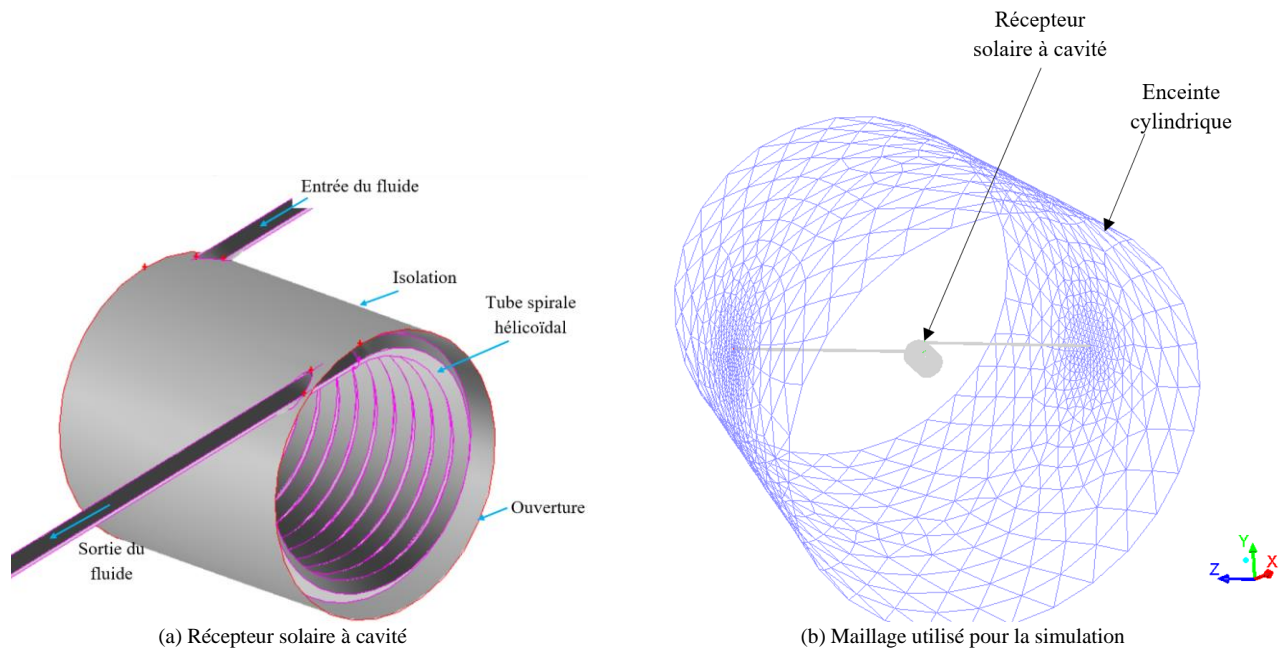 Entrée du fluide
Isolation
Tube spirale
hélicoïdal
Ouverture
Sortie du
fluide
(a) Récepteur solaire à cavité
Récepteur
solaire à cavité
Enceinte
cylindrique
Y
Z
X
(b) Maillage utilisé pour la simulation